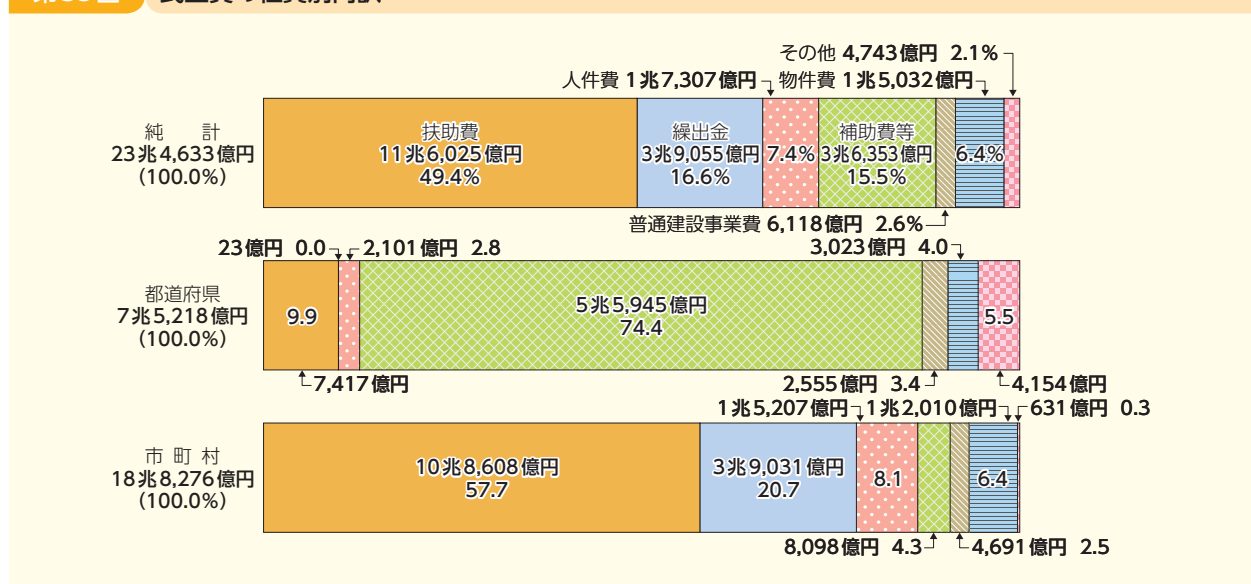 その他 4,743億円 2.1%
人件費 1兆7,307億円 物件費 1兆5,032億円
純計
23兆4,633億円
(100.0%)
扶助費
11兆6,025億円
49.4%
繰出金
3兆9,055億円
16.6%
7.4%
補助費等
3兆6,353億円
15.5%
6.4%
普通建設事業費 6,118億円 2.6%
23億円 0.0 2,101億円 2.8 3,023億円 4.0
都道府県
7兆5,218億円
(100.0%)
9.9
5兆5,945億円
74.4
5.5
7,417億円 2,555億円 3.4 4,154億円
1兆5,207億円 1兆2,010億円 631億円 0.3
市町村
18兆8,276億円
(100.0%)
10兆8,608億円
57.7
3兆9,031億円
20.7
8.1
6.4
8,098億円 4.3 4,691億円 2.5